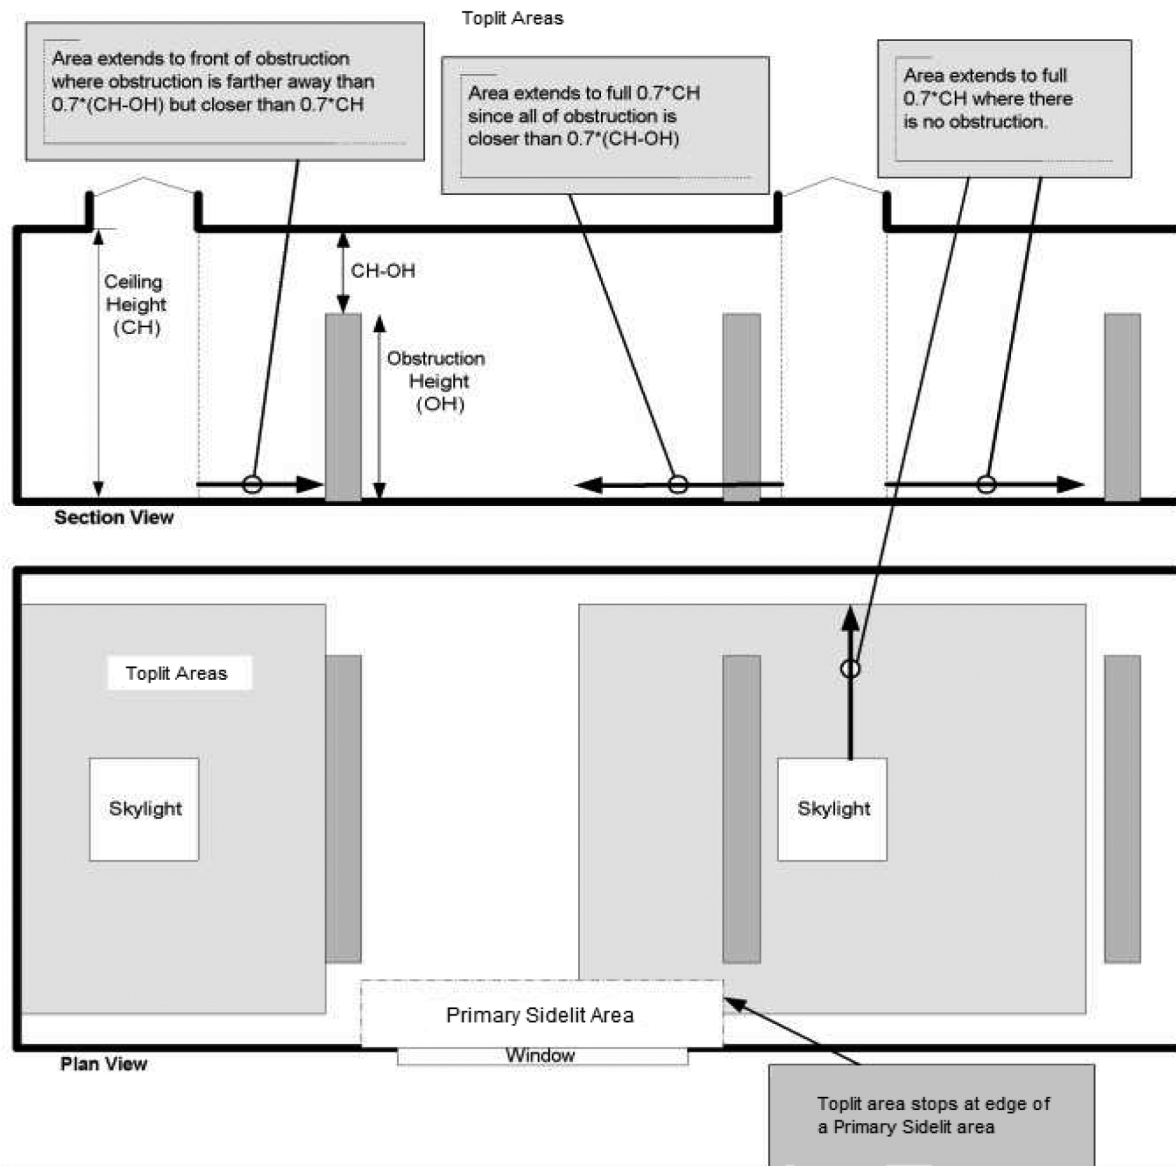 Toplit Areas
Area extends to front of obstruction
where obstruction is farther away than
0.7*(CH-OH) but closer than 0.7*CH
Area extends to full 0.7*CH
since all of obstruction is
closer than 0.7*(CH-OH)
Area extends to full
0.7*CH where there
is no obstruction.
CH-OH
Ceiling
Height
(CH)
Obstruction
Height
(OH)
Section View
Toplit Areas
Skylight
Skylight
Primary Sidelit Area
Window
Plan View
Toplit area stops at edge of
a Primary Sidelit area